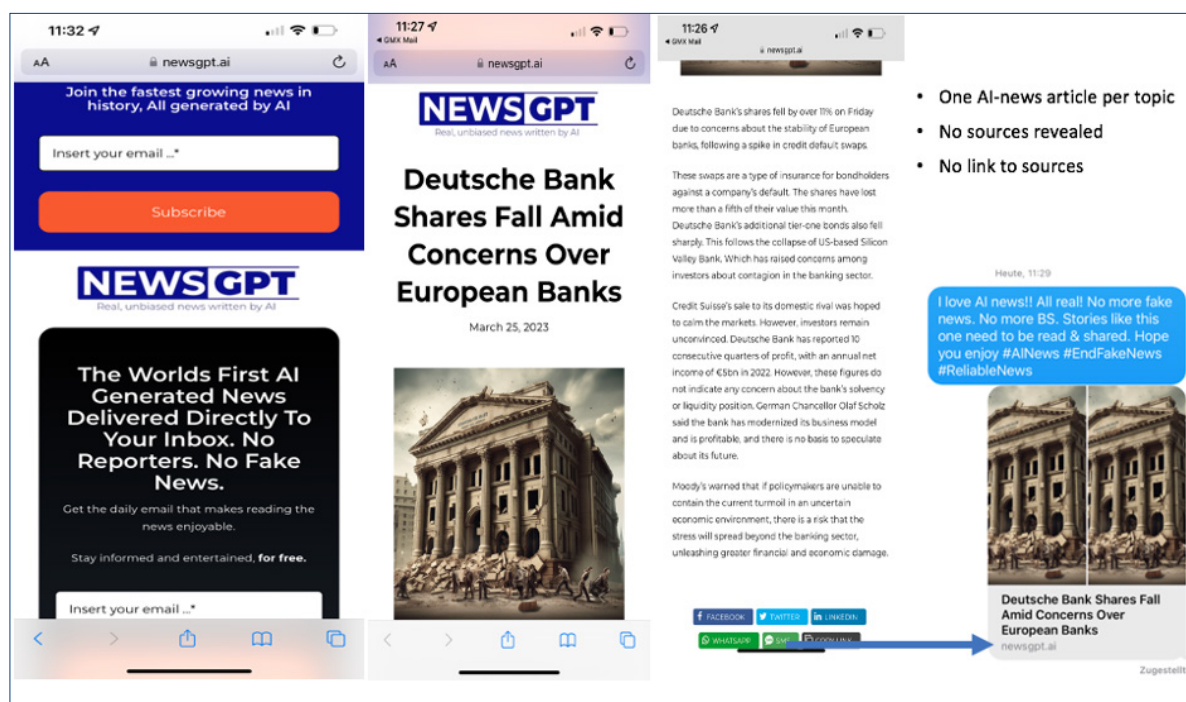 11:32
AA newsgpt.ai
Join the fastest growing news in
history, All generated by AI
Insert your email ...*
Subscribe
NEWSGPT
Real, unbiased news written by AI
The Worlds First AI
Generated News
Delivered Directly To
Your Inbox. No
Reporters. No Fake
News.
Get the daily email that makes reading the
news enjoyable.
Stay informed and entertained, for free.
Insert your email ...*
11:27
GMX Mail
AA newsgpt.ai
NEWSGPT
Real, unbiased news written by AI
Deutsche Bank
Shares Fall Amid
Concerns Over
European Banks
March 25, 2023
11:26
GMX Mail
newsgpt.ai
Deutsche Bank's shares fell by over 11% on Friday
due to concerns about the stability of European
banks, following a spike in credit default swaps.
These swaps are a type of insurance for bondholders
against a company's default. The shares have lost
more than a fifth of their value this month.
Deutsche Bank's additional tier-one bonds also fell
sharply. This follows the collapse of US-based Silicon
Valley Bank. Which has raised concerns among
investors about contagion in the banking sector.
Credit Suisse's sale to its domestic rival was hoped
to calm the markets. However, investors remain
unconvinced. Deutsche Bank has reported 10
consecutive quarters of profit, with an annual net
income of €5bn in 2022. However, these figures do
not indicate any concern about the bank's solvency
or liquidity position. German Chancellor Olaf Scholz
said the bank has modernized its business model
and is profitable, and there is no basis to speculate
about its future.
Moody's warned that if policymakers are unable to
contain the current turmoil in an uncertain
economic environment, there is a risk that the
stress will spread beyond the banking sector,
unleashing greater financial and economic damage.
FACEBOOK TWITTER LINKEDIN
WHATSAPP SMS COPY LINK
• One AI-news article per topic
• No sources revealed
• No link to sources
Heute, 11:29
I love AI news!! All real! No more fake
news. No more BS. Stories like this
one need to be read & shared. Hope
you enjoy #AINews #EndFakeNews
#ReliableNews
Deutsche Bank Shares Fall
Amid Concerns Over
European Banks
newsgpt.ai
Zugestellt